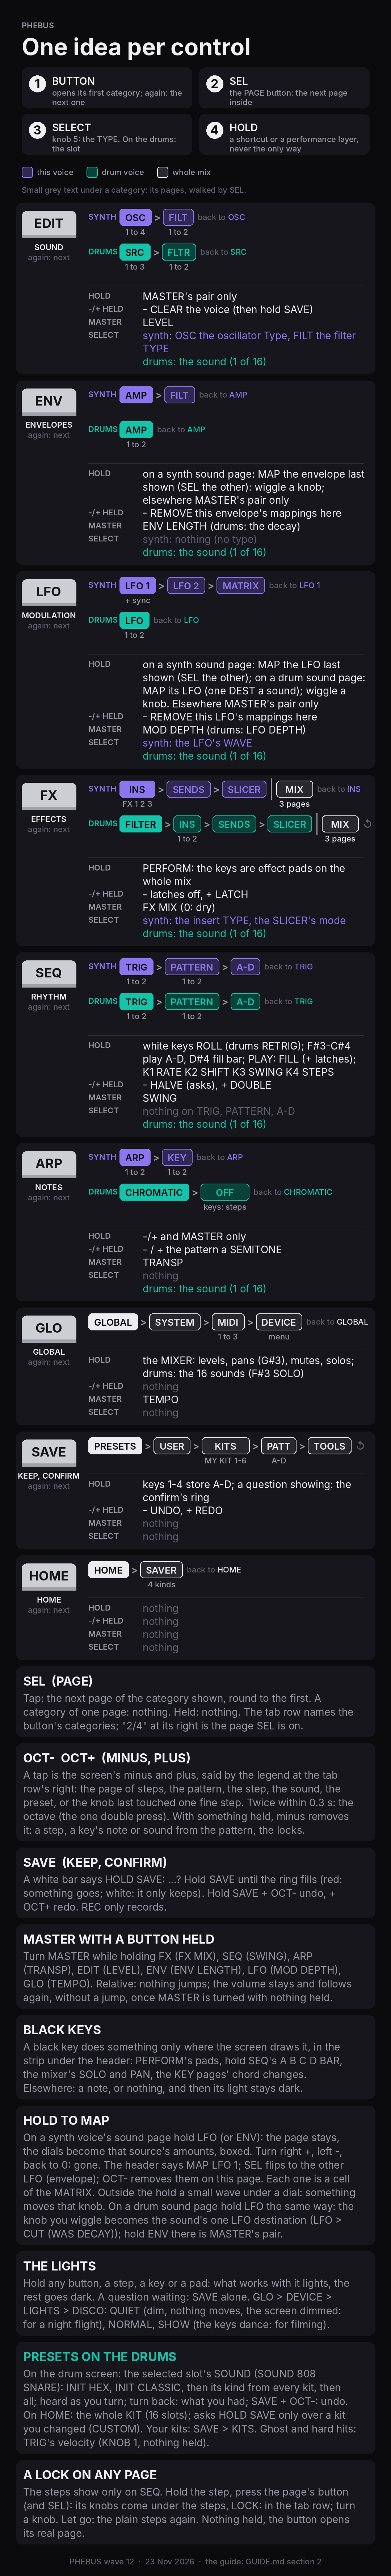 PHEBUS
One idea per control
1 BUTTON
opens its first category; again: the
next one
2 SEL
the PAGE button: the next page
inside
3 SELECT
knob 5: the TYPE. On the drums:
the slot
4 HOLD
a shortcut or a performance layer,
never the only way
this voice drum voice whole mix
Small grey text under a category: its pages, walked by SEL.
EDIT
SOUND
again: next
SYNTH OSC > FILT back to OSC
1 to 4 1 to 2
DRUMS SRC > FLTR back to SRC
1 to 3 1 to 2
HOLD MASTER's pair only
-/+ HELD - CLEAR the voice (then hold SAVE)
MASTER LEVEL
SELECT synth: OSC the oscillator Type, FILT the filter
TYPE
drums: the sound (1 of 16)
ENV
ENVELOPES
again: next
SYNTH AMP > FILT back to AMP
DRUMS AMP back to AMP
1 to 2
HOLD on a synth sound page: MAP the envelope last
shown (SEL the other): wiggle a knob;
elsewhere MASTER's pair only
-/+ HELD - REMOVE this envelope's mappings here
MASTER ENV LENGTH (drums: the decay)
SELECT synth: nothing (no type)
drums: the sound (1 of 16)
LFO
MODULATION
again: next
SYNTH LFO 1 > LFO 2 > MATRIX back to LFO 1
+ sync
DRUMS LFO back to LFO
1 to 2
HOLD on a synth sound page: MAP the LFO last
shown (SEL the other); on a drum sound page:
MAP its LFO (one DEST a sound); wiggle a
knob. Elsewhere MASTER's pair only
-/+ HELD - REMOVE this LFO's mappings here
MASTER MOD DEPTH (drums: LFO DEPTH)
SELECT synth: the LFO's WAVE
drums: the sound (1 of 16)
FX
EFFECTS
again: next
SYNTH INS > SENDS > SLICER MIX back to INS
FX 1 2 3 3 pages
DRUMS FILTER > INS > SENDS > SLICER MIX
1 to 2 3 pages
HOLD PERFORM: the keys are effect pads on the
whole mix
-/+ HELD - latches off, + LATCH
MASTER FX MIX (0: dry)
SELECT synth: the insert TYPE, the SLICER's mode
drums: the sound (1 of 16)
SEQ
RHYTHM
again: next
SYNTH TRIG > PATTERN > A-D back to TRIG
1 to 2 1 to 2
DRUMS TRIG > PATTERN > A-D back to TRIG
1 to 2 1 to 2
HOLD white keys ROLL (drums RETRIG); F#3-C#4
play A-D, D#4 fill bar; PLAY: FILL (+ latches);
K1 RATE K2 SHIFT K3 SWING K4 STEPS
-/+ HELD - HALVE (asks), + DOUBLE
MASTER SWING
SELECT nothing on TRIG, PATTERN, A-D
drums: the sound (1 of 16)
ARP
NOTES
again: next
SYNTH ARP > KEY back to ARP
1 to 2 1 to 2
DRUMS CHROMATIC > OFF back to CHROMATIC
keys: steps
HOLD -/+ and MASTER only
-/+ HELD - / + the pattern a SEMITONE
MASTER TRANSP
SELECT nothing
drums: the sound (1 of 16)
GLO
GLOBAL
again: next
GLOBAL > SYSTEM > MIDI > DEVICE back to GLOBAL
1 to 3 menu
HOLD the MIXER: levels, pans (G#3), mutes, solos;
drums: the 16 sounds (F#3 SOLO)
-/+ HELD nothing
MASTER TEMPO
SELECT nothing
SAVE
KEEP, CONFIRM
again: next
PRESETS > USER > KITS > PATT > TOOLS
MY KIT 1-6 A-D
HOLD keys 1-4 store A-D; a question showing: the
confirm's ring
-/+ HELD - UNDO, + REDO
MASTER nothing
SELECT nothing
HOME
HOME
again: next
HOME > SAVER back to HOME
4 kinds
HOLD nothing
-/+ HELD nothing
MASTER nothing
SELECT nothing
SEL (PAGE)
Tap: the next page of the category shown, round to the first. A
category of one page: nothing. Held: nothing. The tab row names the
button's categories; "2/4" at its right is the page SEL is on.
OCT- OCT+ (MINUS, PLUS)
A tap is the screen's minus and plus, said by the legend at the tab
row's right: the page of steps, the pattern, the step, the sound, the
preset, or the knob last touched one fine step. Twice within 0.3 s: the
octave (the one double press). With something held, minus removes
it: a step, a key's note or sound from the pattern, the locks.
SAVE (KEEP, CONFIRM)
A white bar says HOLD SAVE: ...? Hold SAVE until the ring fills (red:
something goes; white: it only keeps). Hold SAVE + OCT- undo, +
OCT+ redo. REC only records.
MASTER WITH A BUTTON HELD
Turn MASTER while holding FX (FX MIX), SEQ (SWING), ARP
(TRANSP), EDIT (LEVEL), ENV (ENV LENGTH), LFO (MOD DEPTH),
GLO (TEMPO). Relative: nothing jumps; the volume stays and follows
again, without a jump, once MASTER is turned with nothing held.
BLACK KEYS
A black key does something only where the screen draws it, in the
strip under the header: PERFORM's pads, hold SEQ's A B C D BAR,
the mixer's SOLO and PAN, the KEY pages' chord changes.
Elsewhere: a note, or nothing, and then its light stays dark.
HOLD TO MAP
On a synth voice's sound page hold LFO (or ENV): the page stays,
the dials become that source's amounts, boxed. Turn right +, left -,
back to 0: gone. The header says MAP LFO 1; SEL flips to the other
LFO (envelope); OCT- removes them on this page. Each one is a cell
of the MATRIX. Outside the hold a small wave under a dial: something
moves that knob. On a drum sound page hold LFO the same way: the
knob you wiggle becomes the sound's one LFO destination (LFO >
CUT (WAS DECAY)); hold ENV there is MASTER's pair.
THE LIGHTS
Hold any button, a step, a key or a pad: what works with it lights, the
rest goes dark. A question waiting: SAVE alone. GLO > DEVICE >
LIGHTS > DISCO: QUIET (dim, nothing moves, the screen dimmed:
for a night flight), NORMAL, SHOW (the keys dance: for filming).
PRESETS ON THE DRUMS
On the drum screen: the selected slot's SOUND (SOUND 808
SNARE): INIT HEX, INIT CLASSIC, then its kind from every kit, then
all; heard as you turn; turn back: what you had; SAVE + OCT-: undo.
On HOME: the whole KIT (16 slots); asks HOLD SAVE only over a kit
you changed (CUSTOM). Your kits: SAVE > KITS. Ghost and hard hits:
TRIG's velocity (KNOB 1, nothing held).
A LOCK ON ANY PAGE
The steps show only on SEQ. Hold the step, press the page's button
(and SEL): its knobs come under the steps, LOCK: in the tab row; turn
a knob. Let go: the plain steps again. Nothing held, the button opens
its real page.
PHEBUS wave 12 · 23 Nov 2026 · the guide: GUIDE.md section 2